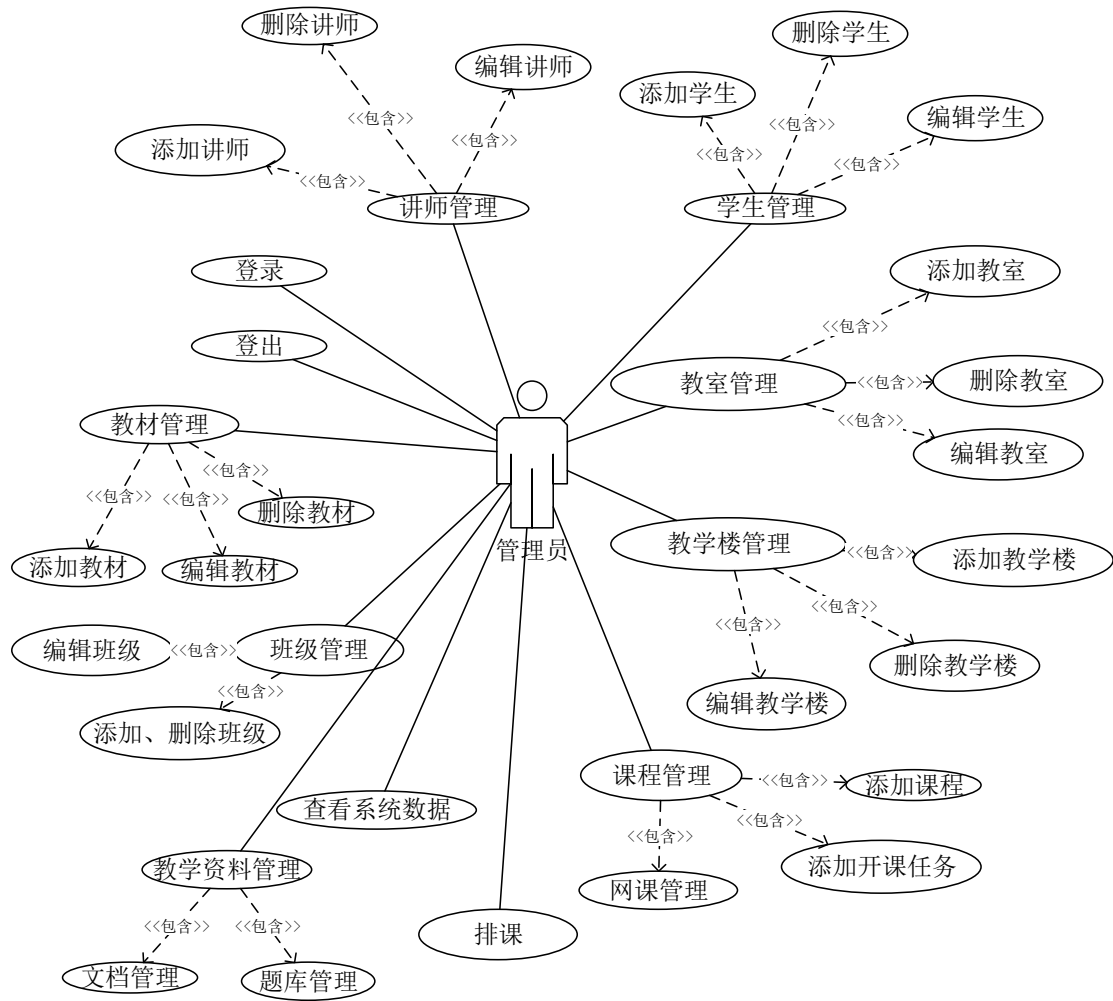 删除讲师
删除学生
编辑讲师
添加学生
编辑学生
<<包含>>
<<包含>>
<<包含>>
添加讲师
<<包含>>
<<包含>>
<<包含>>
讲师管理
学生管理
登录
添加教室
<<包含>>
登出
教室管理
<<包含>>
删除教室
教材管理
<<包含>>
编辑教室
<<包含>>
<<包含>>
<<包含>>
删除教材
管理员
教学楼管理
<<包含>>
添加教学楼
添加教材
编辑教材
<<包含>>
<<包含>>
编辑班级
<<包含>>
班级管理
删除教学楼
<<包含>>
编辑教学楼
添加、删除班级
课程管理
<<包含>>
添加课程
查看系统数据
<<包含>>
<<包含>>
教学资料管理
添加开课任务
网课管理
<<包含>>
<<包含>>
排课
文档管理
题库管理